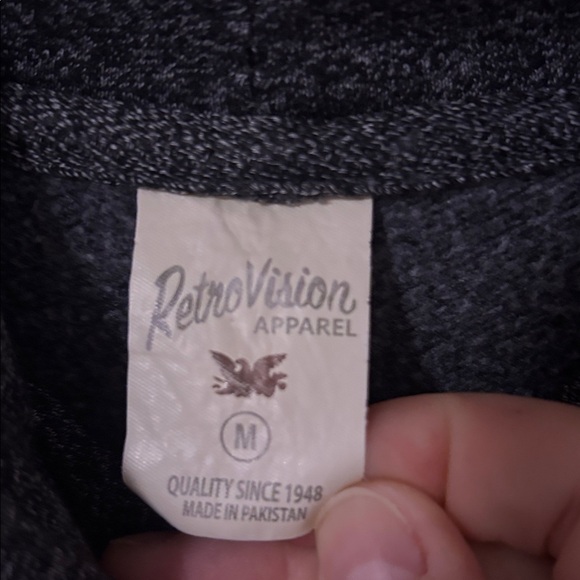 RetroVision
APPAREL
M
QUALITY SINCE 1948
MADE IN PAKISTAN